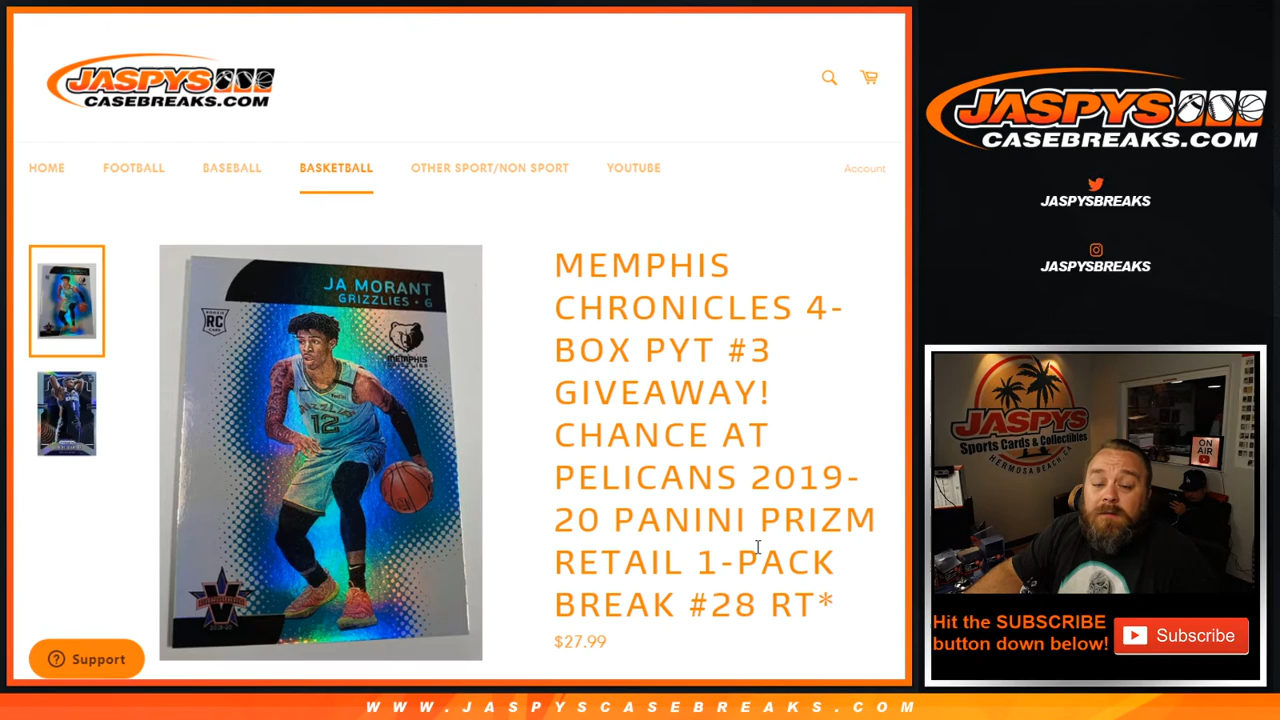 JASPYS
CASEBREAKS.COM
HOME
FOOTBALL
BASEBALL
BASKETBALL
OTHER SPORT/NON SPORT
YOUTUBE
Account
JA MORANT
GRIZZLIES • 6
ROOKIE
RC
MEMPHIS
12
V
MEMPHIS
CHRONICLES 4-
BOX PYT #3
GIVEAWAY!
CHANCE AT
PELICANS 2019-
20 PANINI PRIZM
RETAIL 1-PACK
BREAK #28 RT*
$27.99
Support
JASPYS
CASEBREAKS.COM
JASPYSBREAKS
JASPYSBREAKS
JASPYS
Sports Cards & Collectibles
HERMOSA BEACH, CA
ON
AIR
Hit the SUBSCRIBE
button down below!
Subscribe
WWW.JASPYSCASEBREAKS.COM